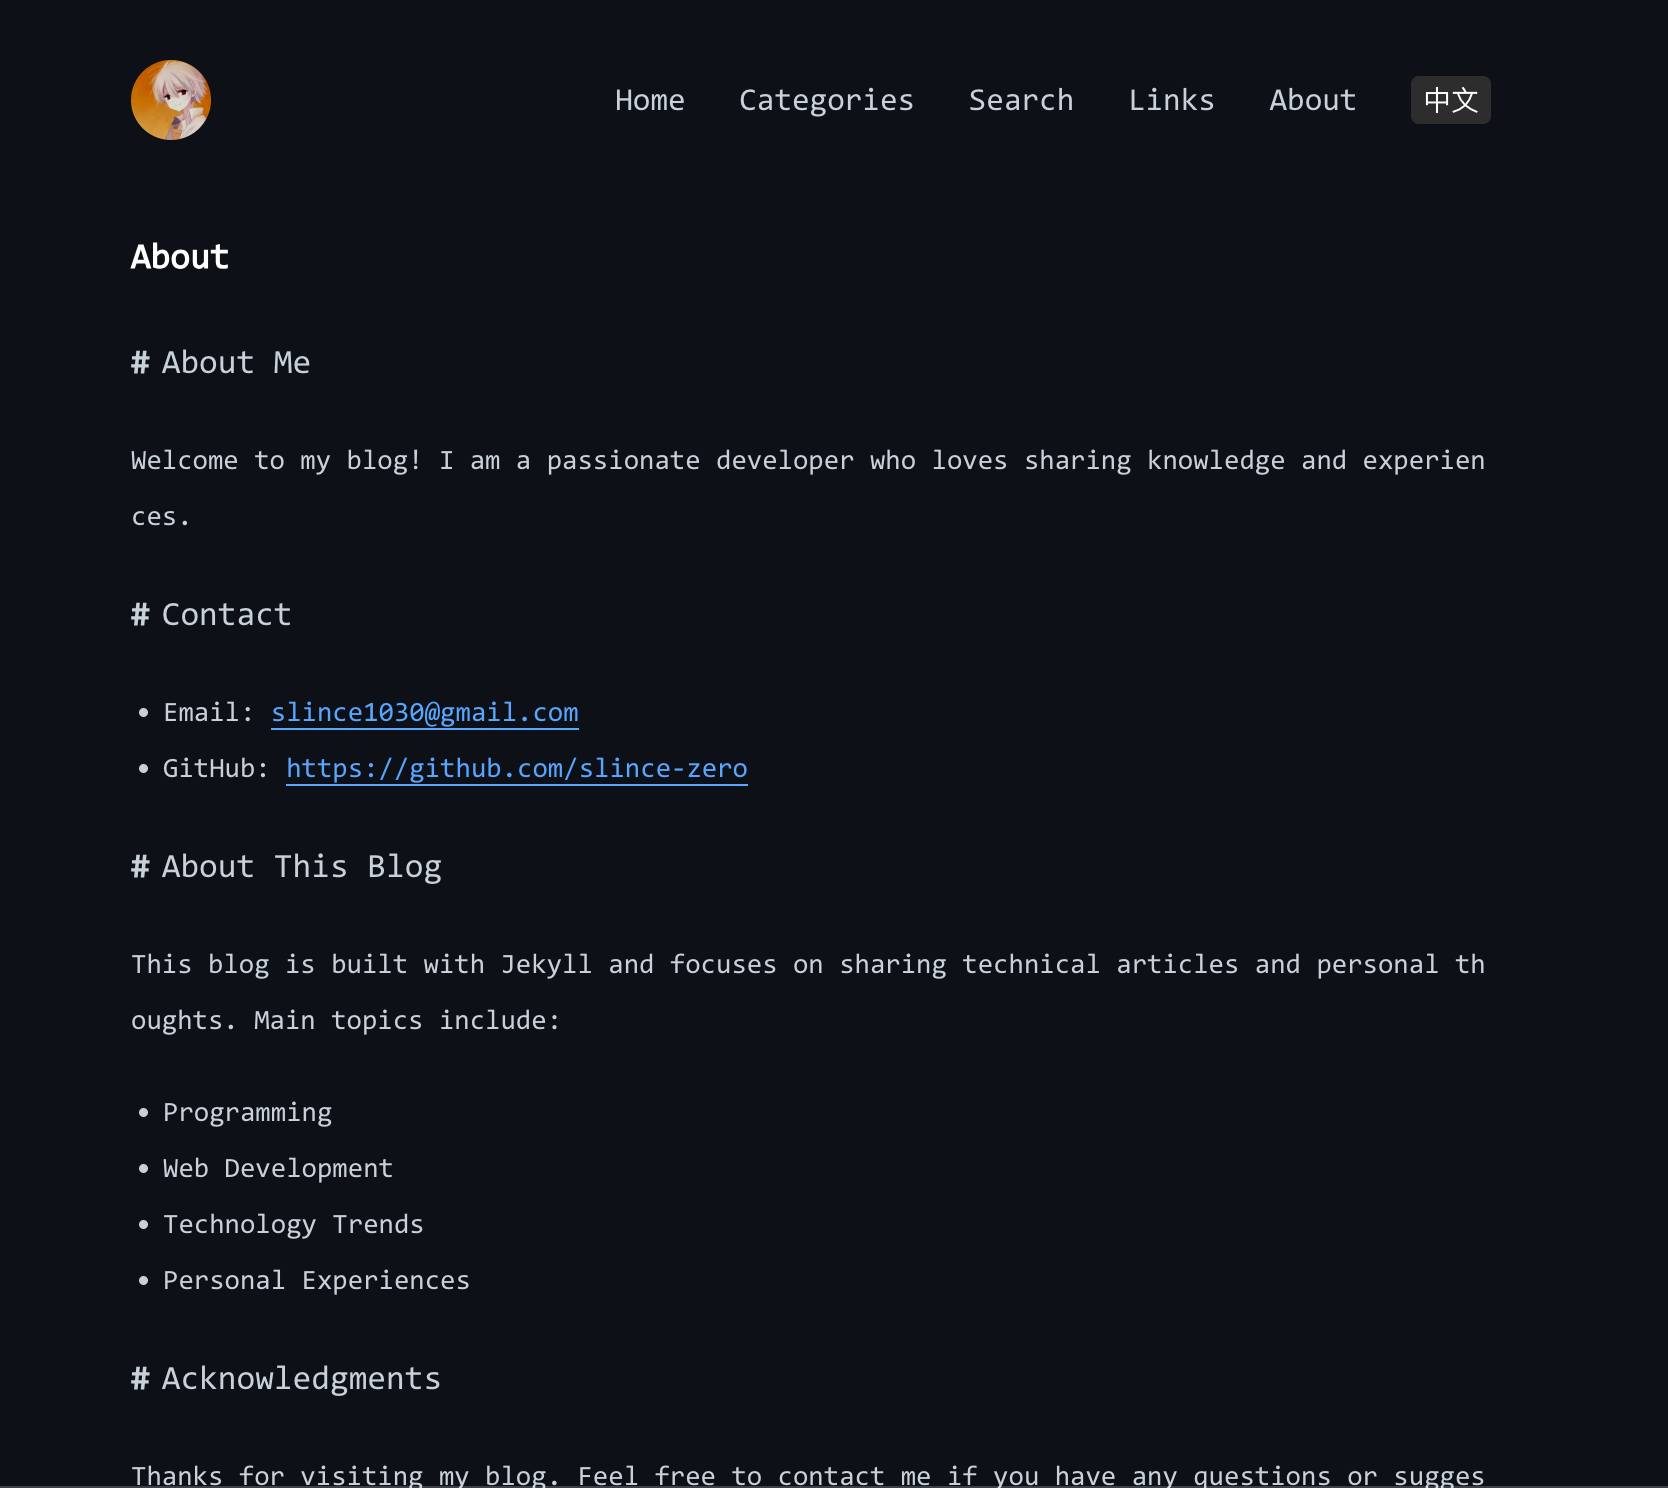 Home Categories Search Links About 中文
About
# About Me
Welcome to my blog! I am a passionate developer who loves sharing knowledge and experien
ces.
# Contact
• Email: slince1030@gmail.com
• GitHub: https://github.com/slince-zero
# About This Blog
This blog is built with Jekyll and focuses on sharing technical articles and personal th
oughts. Main topics include:
• Programming
• Web Development
• Technology Trends
• Personal Experiences
# Acknowledgments
Thanks for visiting my blog. Feel free to contact me if you have any questions or sugges